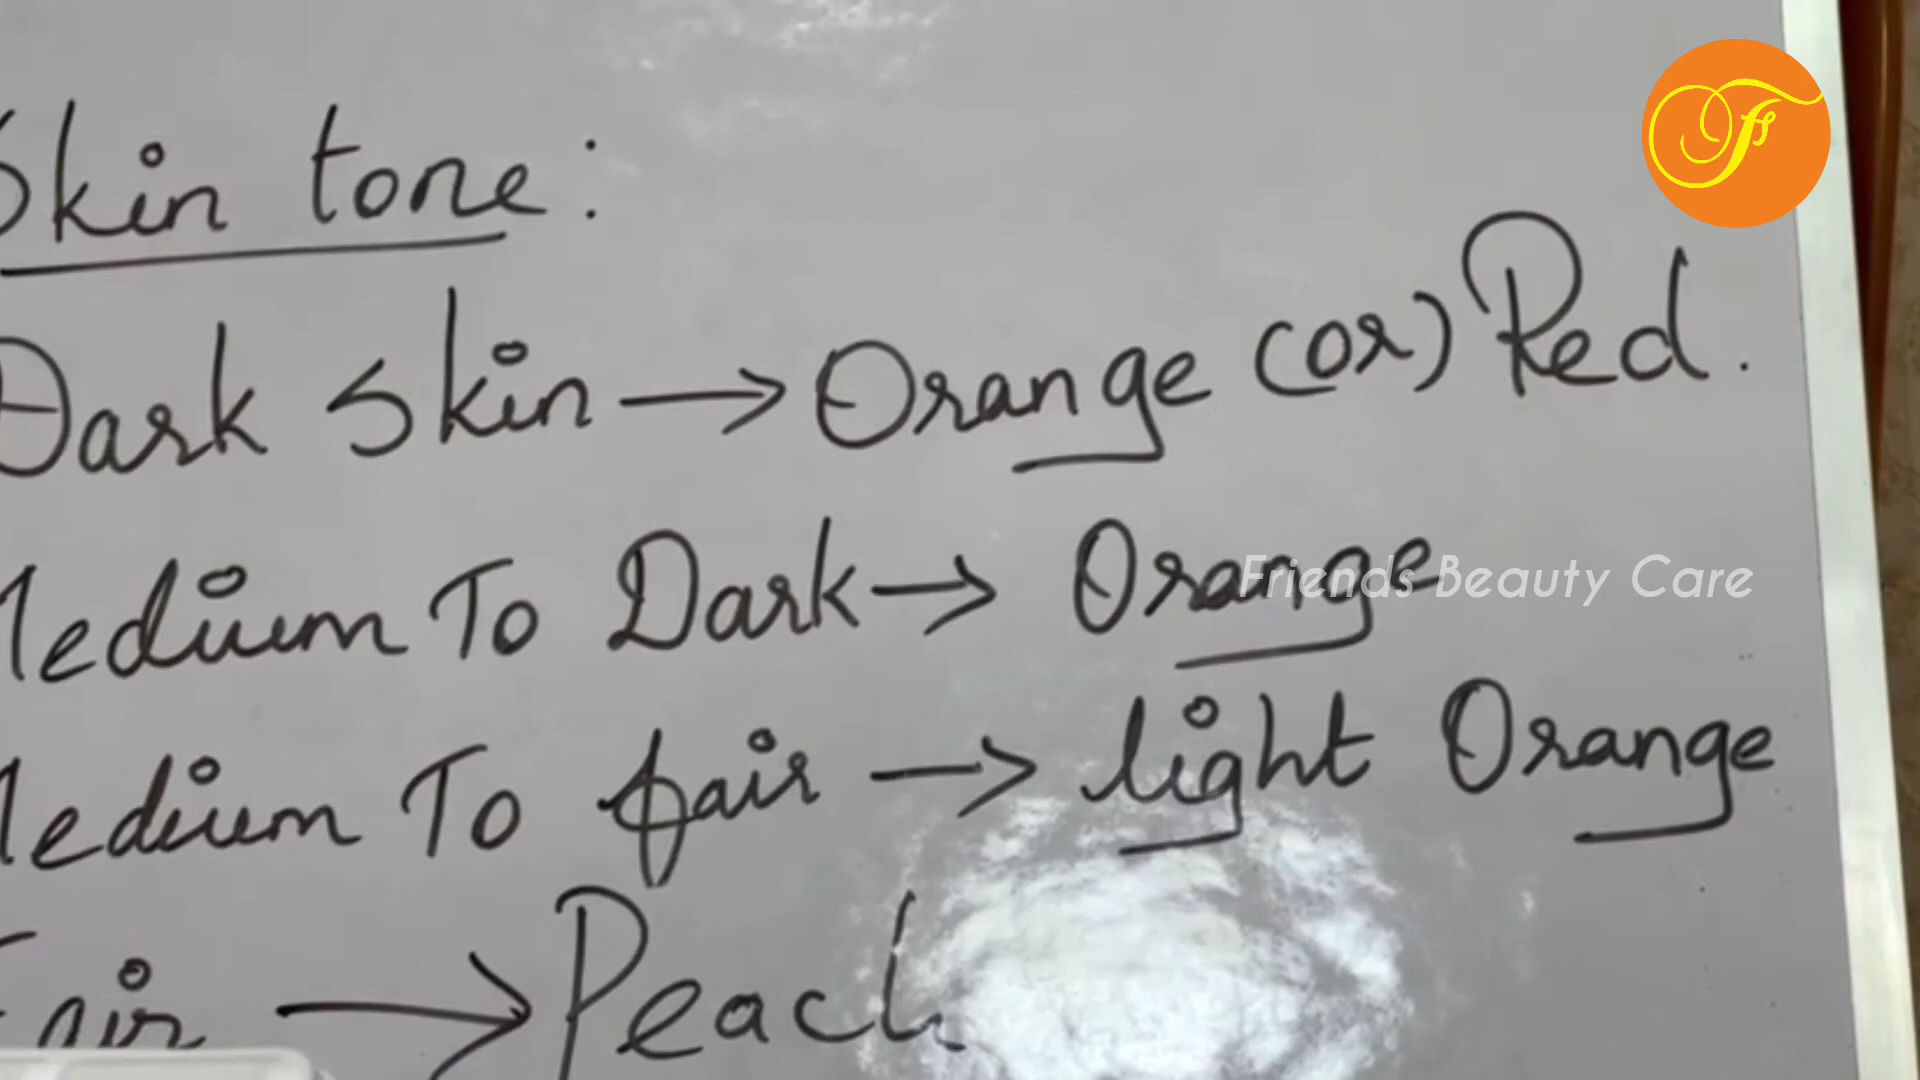 Skin tone:
Dark Skin → Orange (or) Red.
Medium To Dark → Orange
Friends Beauty Care
Medium To fair → light Orange
Fair → Peach